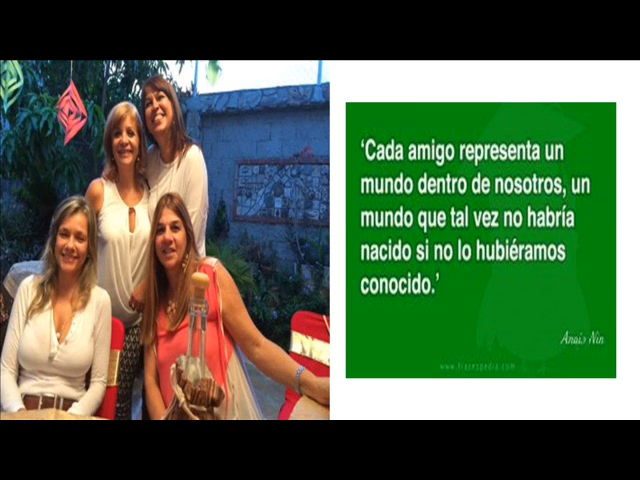 ‘Cada amigo representa un
mundo dentro de nosotros, un
mundo que tal vez no habría
nacido si no lo hubiéramos
conocido.’
Anais Nin
www.frasespedia.com